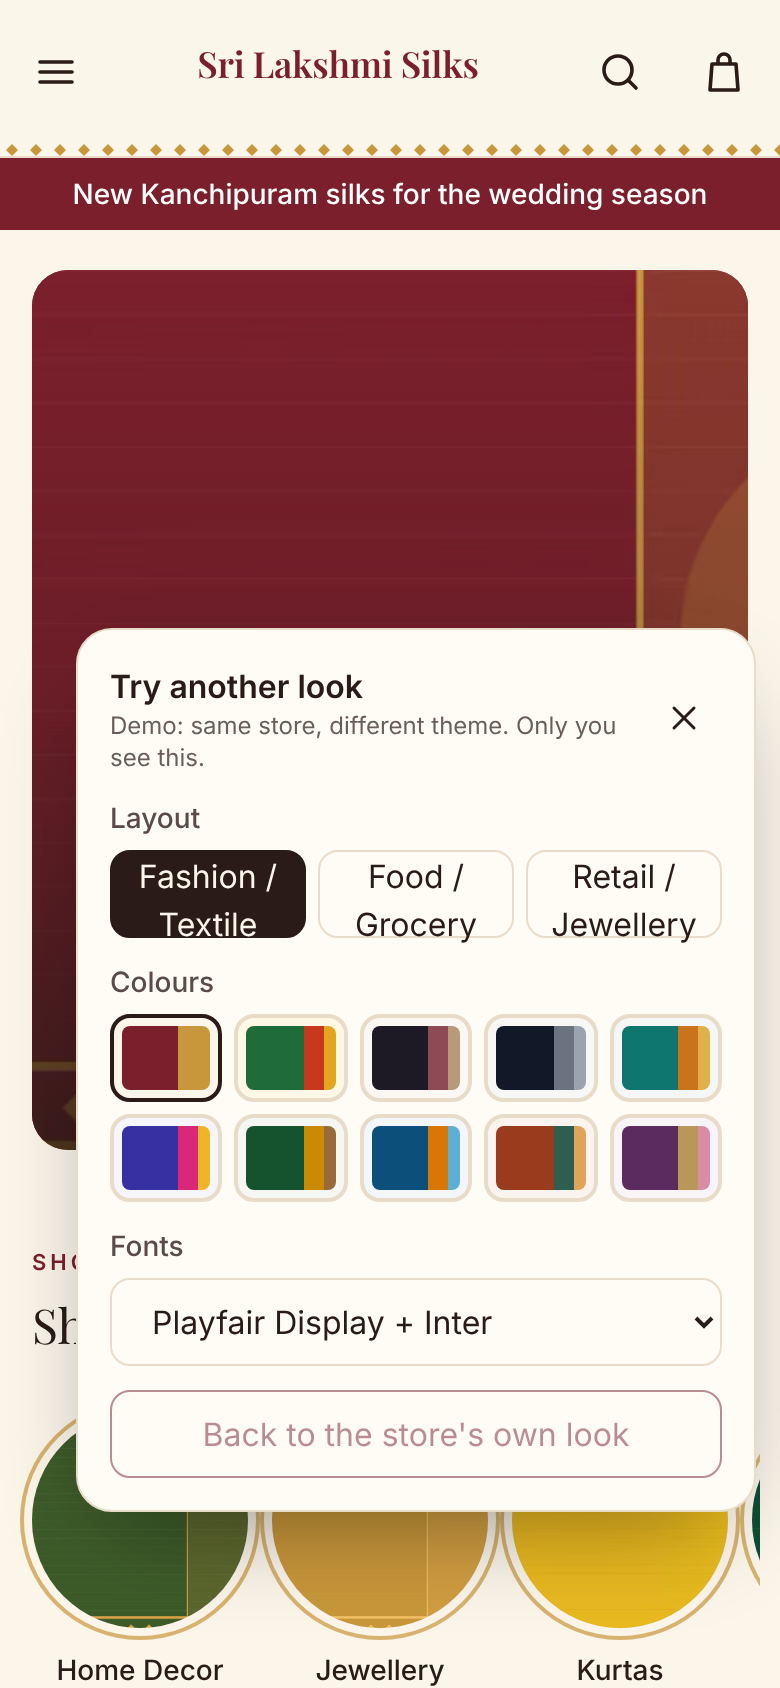 Sri Lakshmi Silks
New Kanchipuram silks for the wedding season
Try another look
Demo: same store, different theme. Only you
see this.
Layout
Fashion /
Textile
Food /
Grocery
Retail /
Jewellery
Colours
Fonts
Playfair Display + Inter
Back to the store's own look
Home Decor
Jewellery
Kurtas